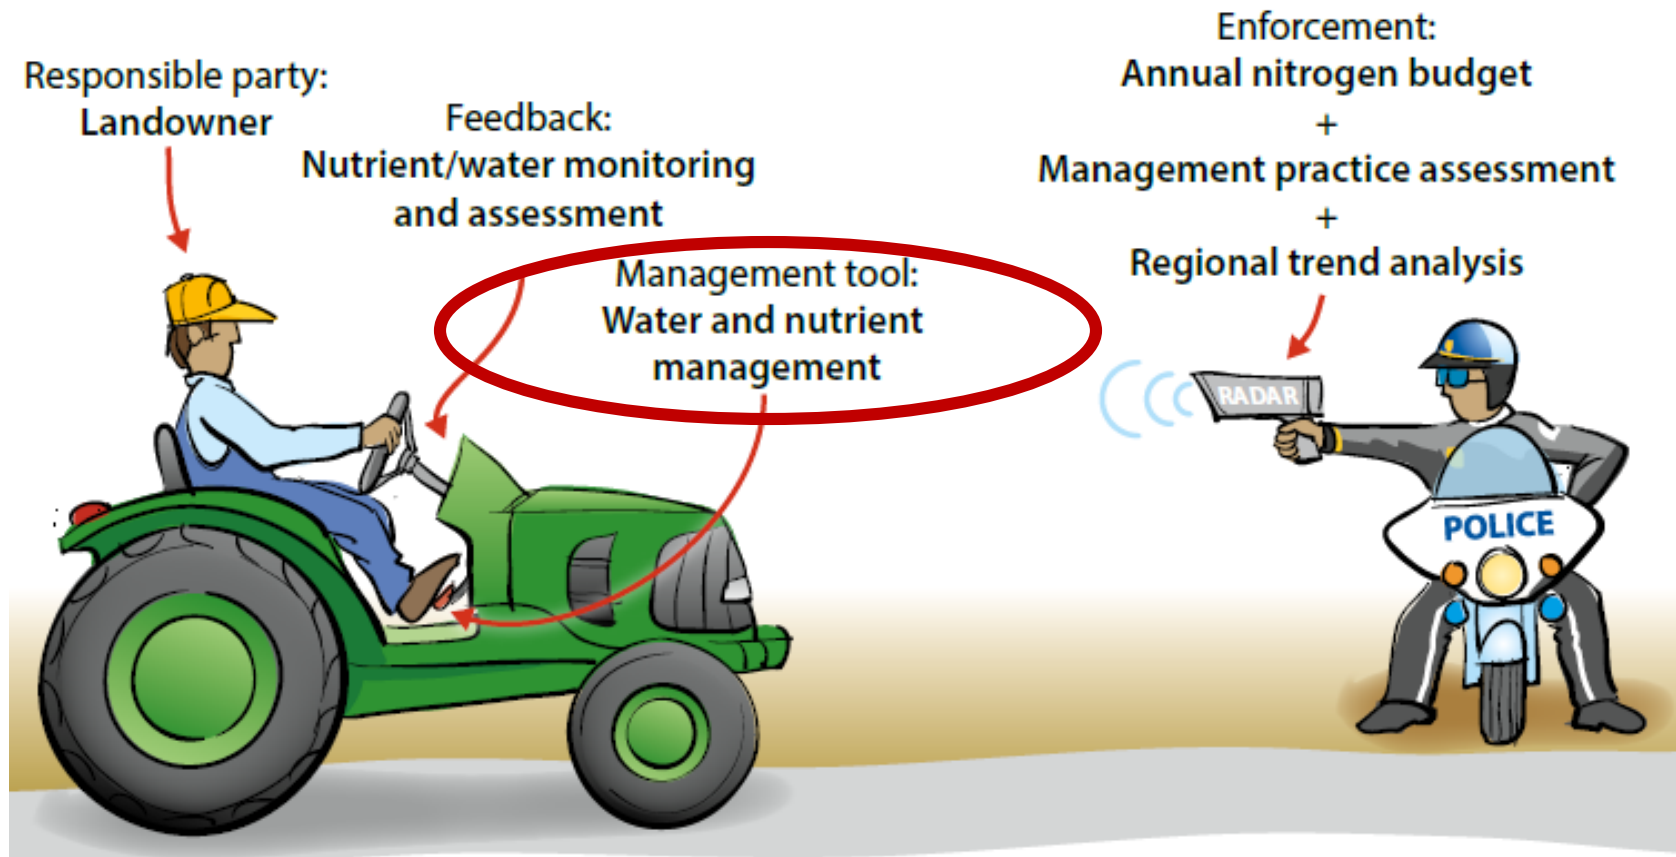 Responsible party:
Landowner
Feedback:
Nutrient/water monitoring
and assessment
Management tool:
Water and nutrient
management
Enforcement:
Annual nitrogen budget
+
Management practice assessment
+
Regional trend analysis
RADAR
POLICE